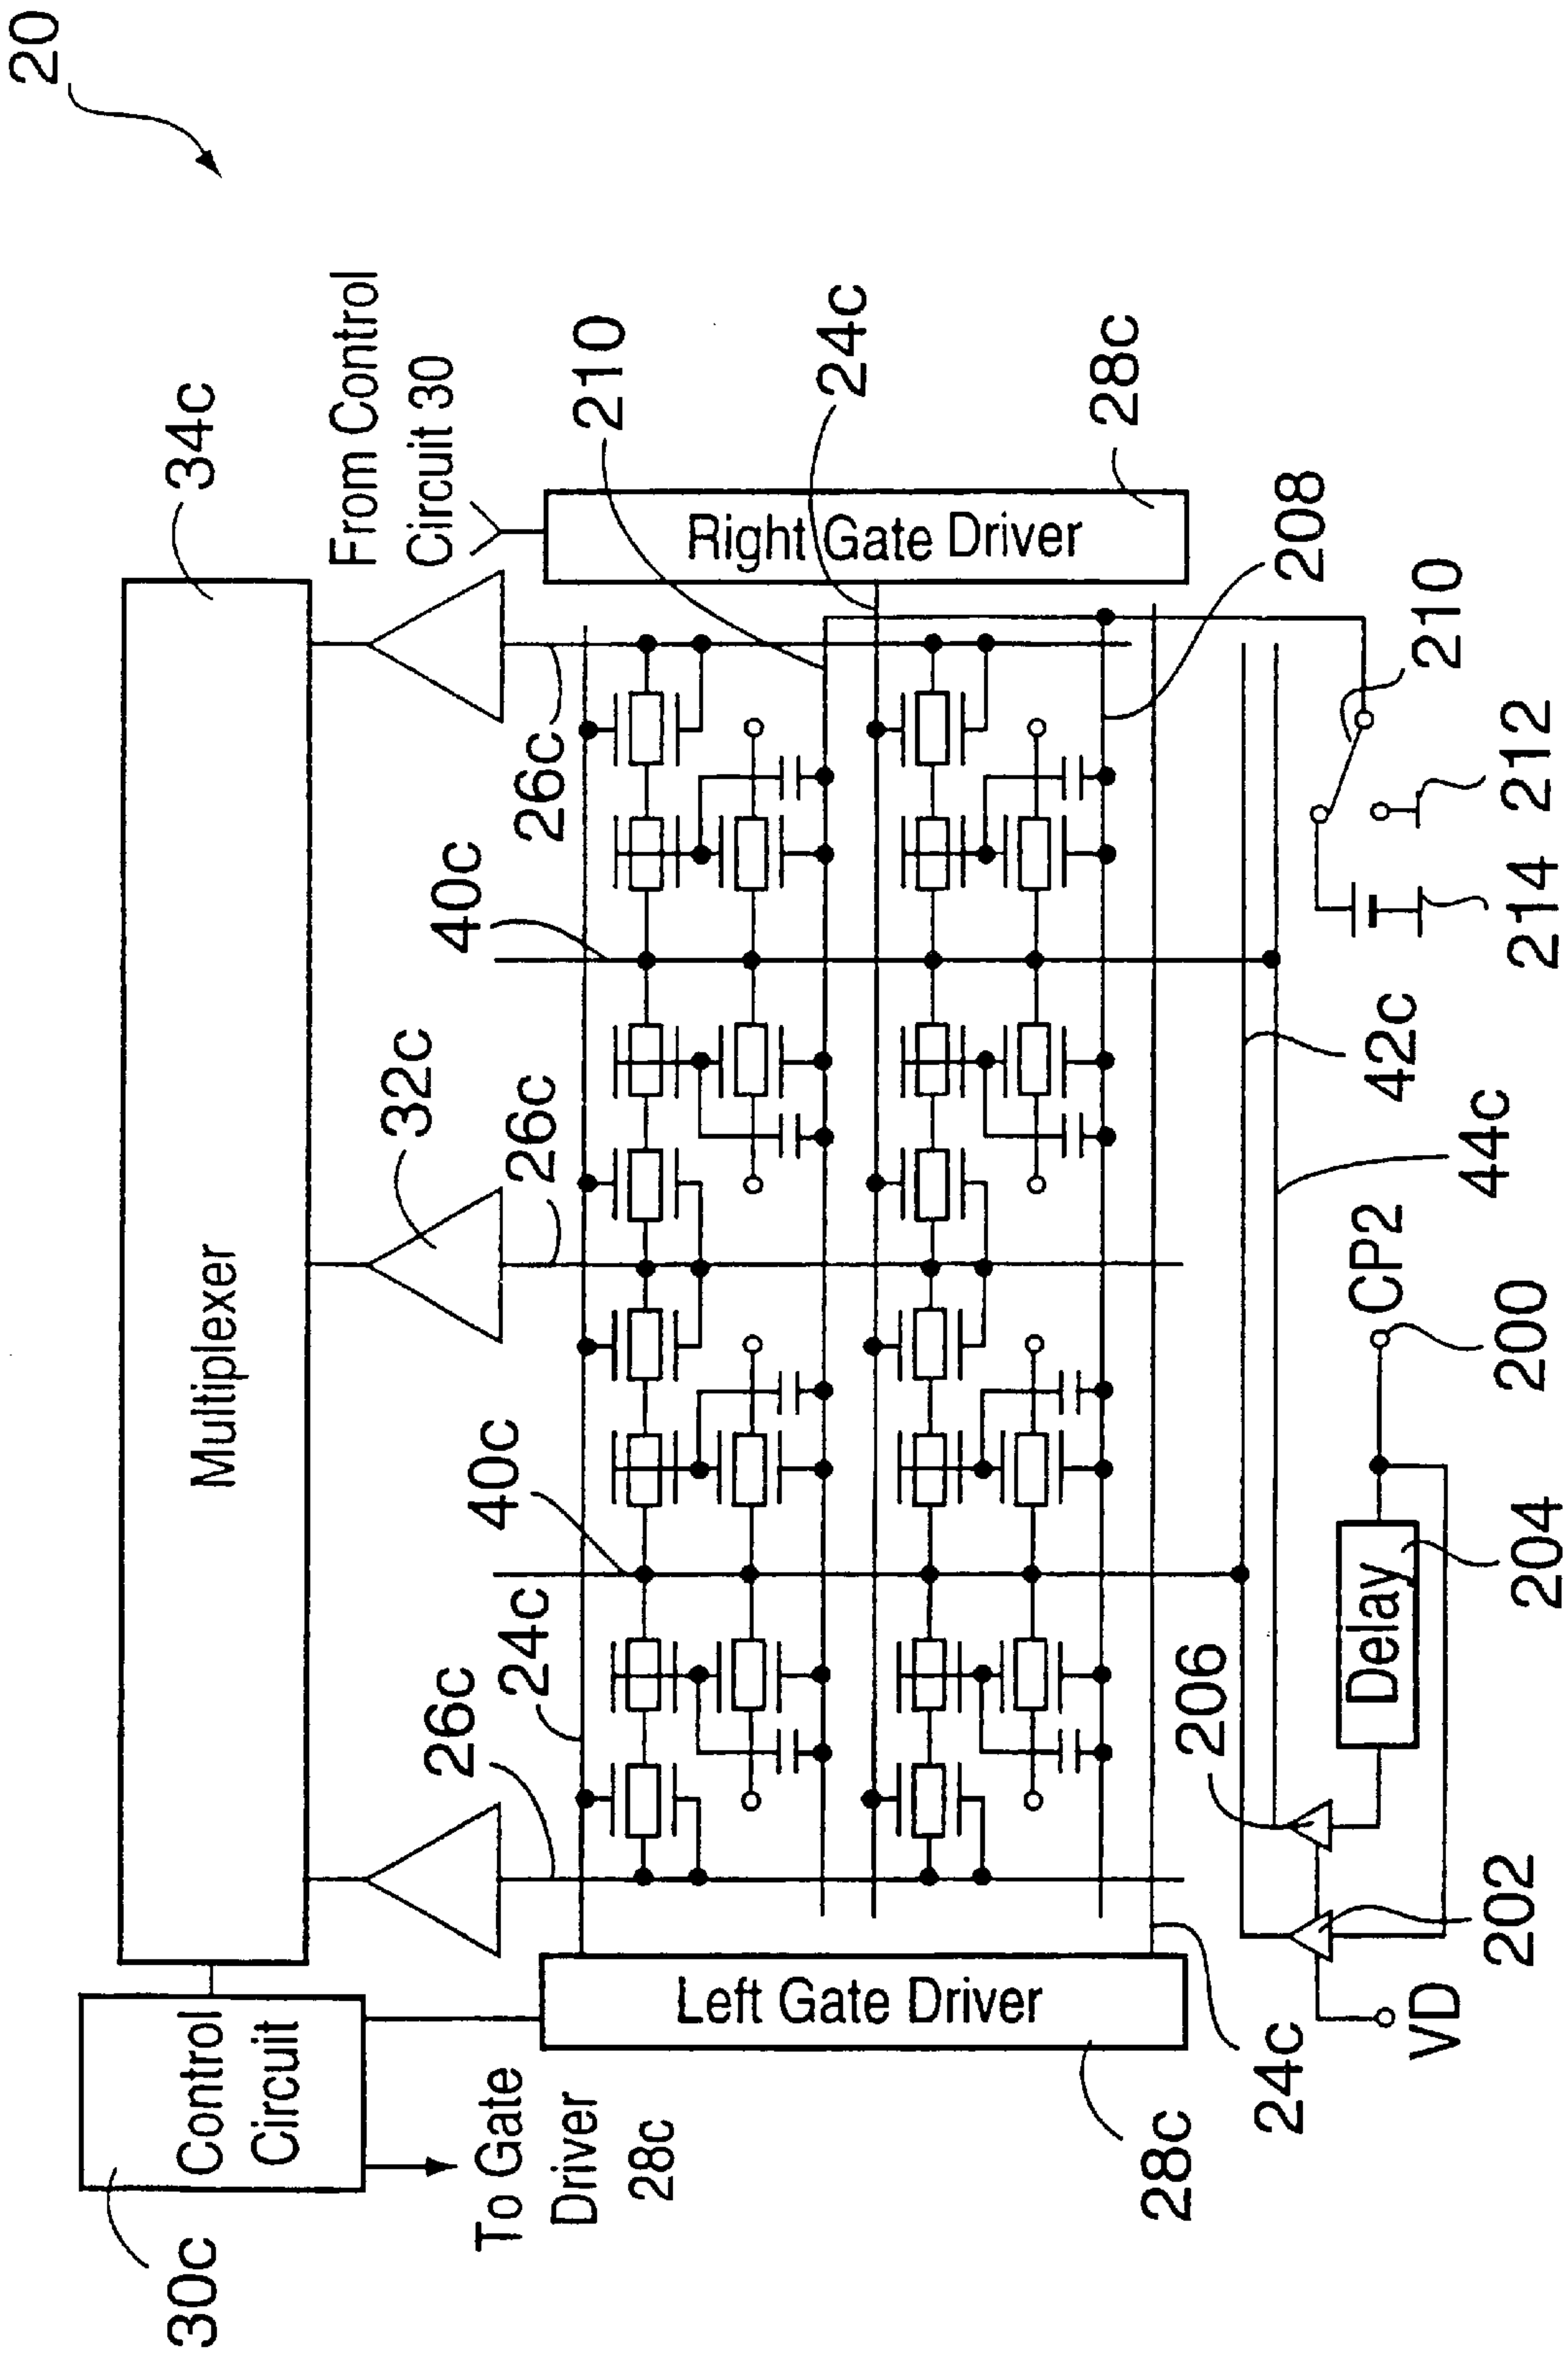 20
34c
Multiplexer
From Control
Circuit 30
30c
Control
Circuit
To Gate
Driver
28c
26c
24c
40c
32c
26c
40c
26c
210
24c
28c
Left Gate Driver
Right Gate Driver
28c
24c
208
206
42c
44c
210
212
214
VD
202
Delay
204
CP2
200